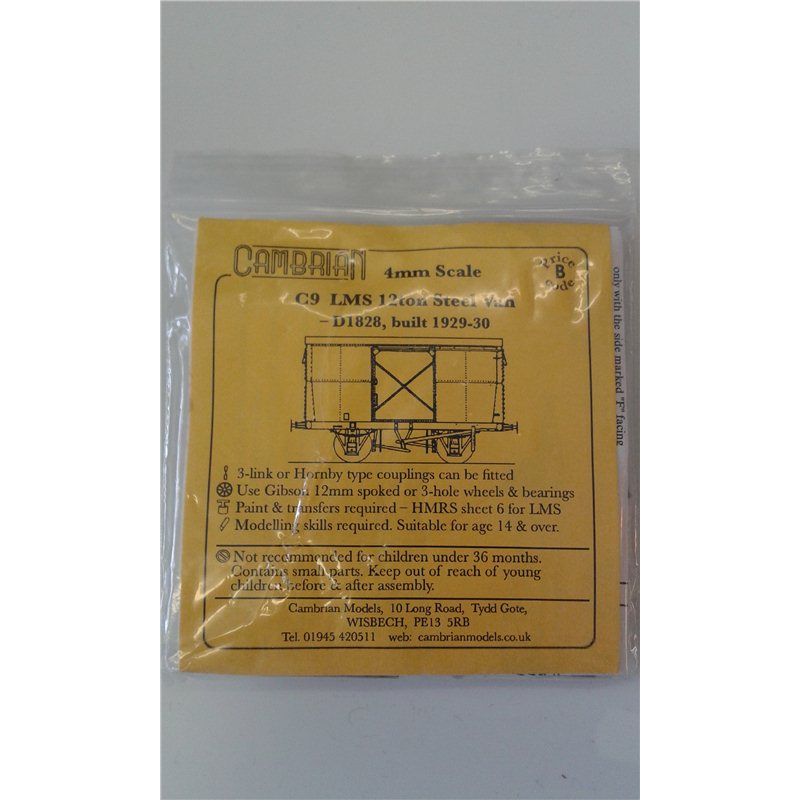 CAMBRIAN 4mm Scale
Price
B
Code
C9 LMS 12ton Steel Van
– D1828, built 1929-30
3-link or Hornby type couplings can be fitted
Use Gibson 12mm spoked or 3-hole wheels & bearings
Paint & transfers required – HMRS sheet 6 for LMS
Modelling skills required. Suitable for age 14 & over.
Not recommended for children under 36 months.
Contains small parts. Keep out of reach of young
children before & after assembly.
Cambrian Models, 10 Long Road, Tydd Gote,
WISBECH, PE13 5RB
Tel. 01945 420511 web: cambrianmodels.co.uk
only with the side marked "F" facing